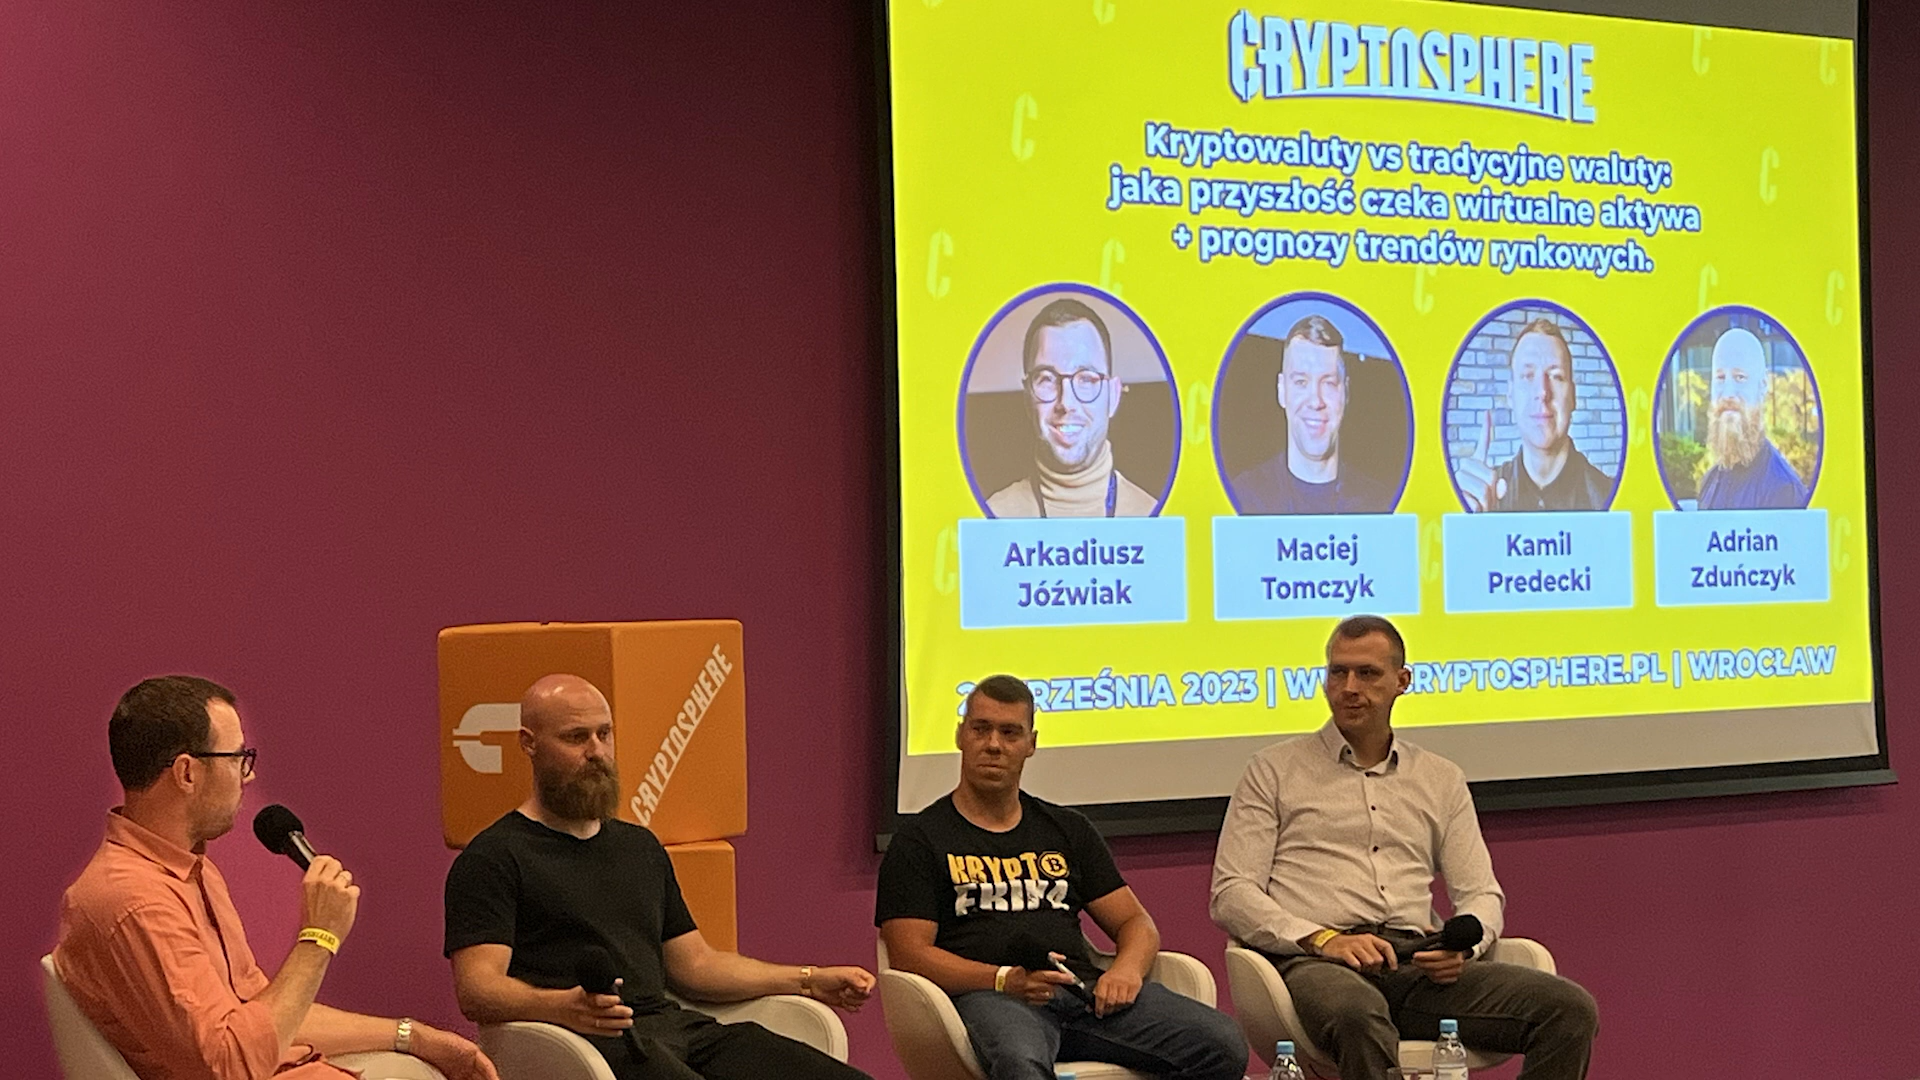 CRYPTOSPHERE
Kryptowaluty vs tradycyjne waluty:
jaka przyszłość czeka wirtualne aktywa
+ prognozy trendów rynkowych.
Arkadiusz
Jóźwiak
Maciej
Tomczyk
Kamil
Predecki
Adrian
Zduńczyk
2023 | CRYPTOSPHERE.PL | WROCŁAW
CRYPTOSPHERE
KRYPTO
EKIPA